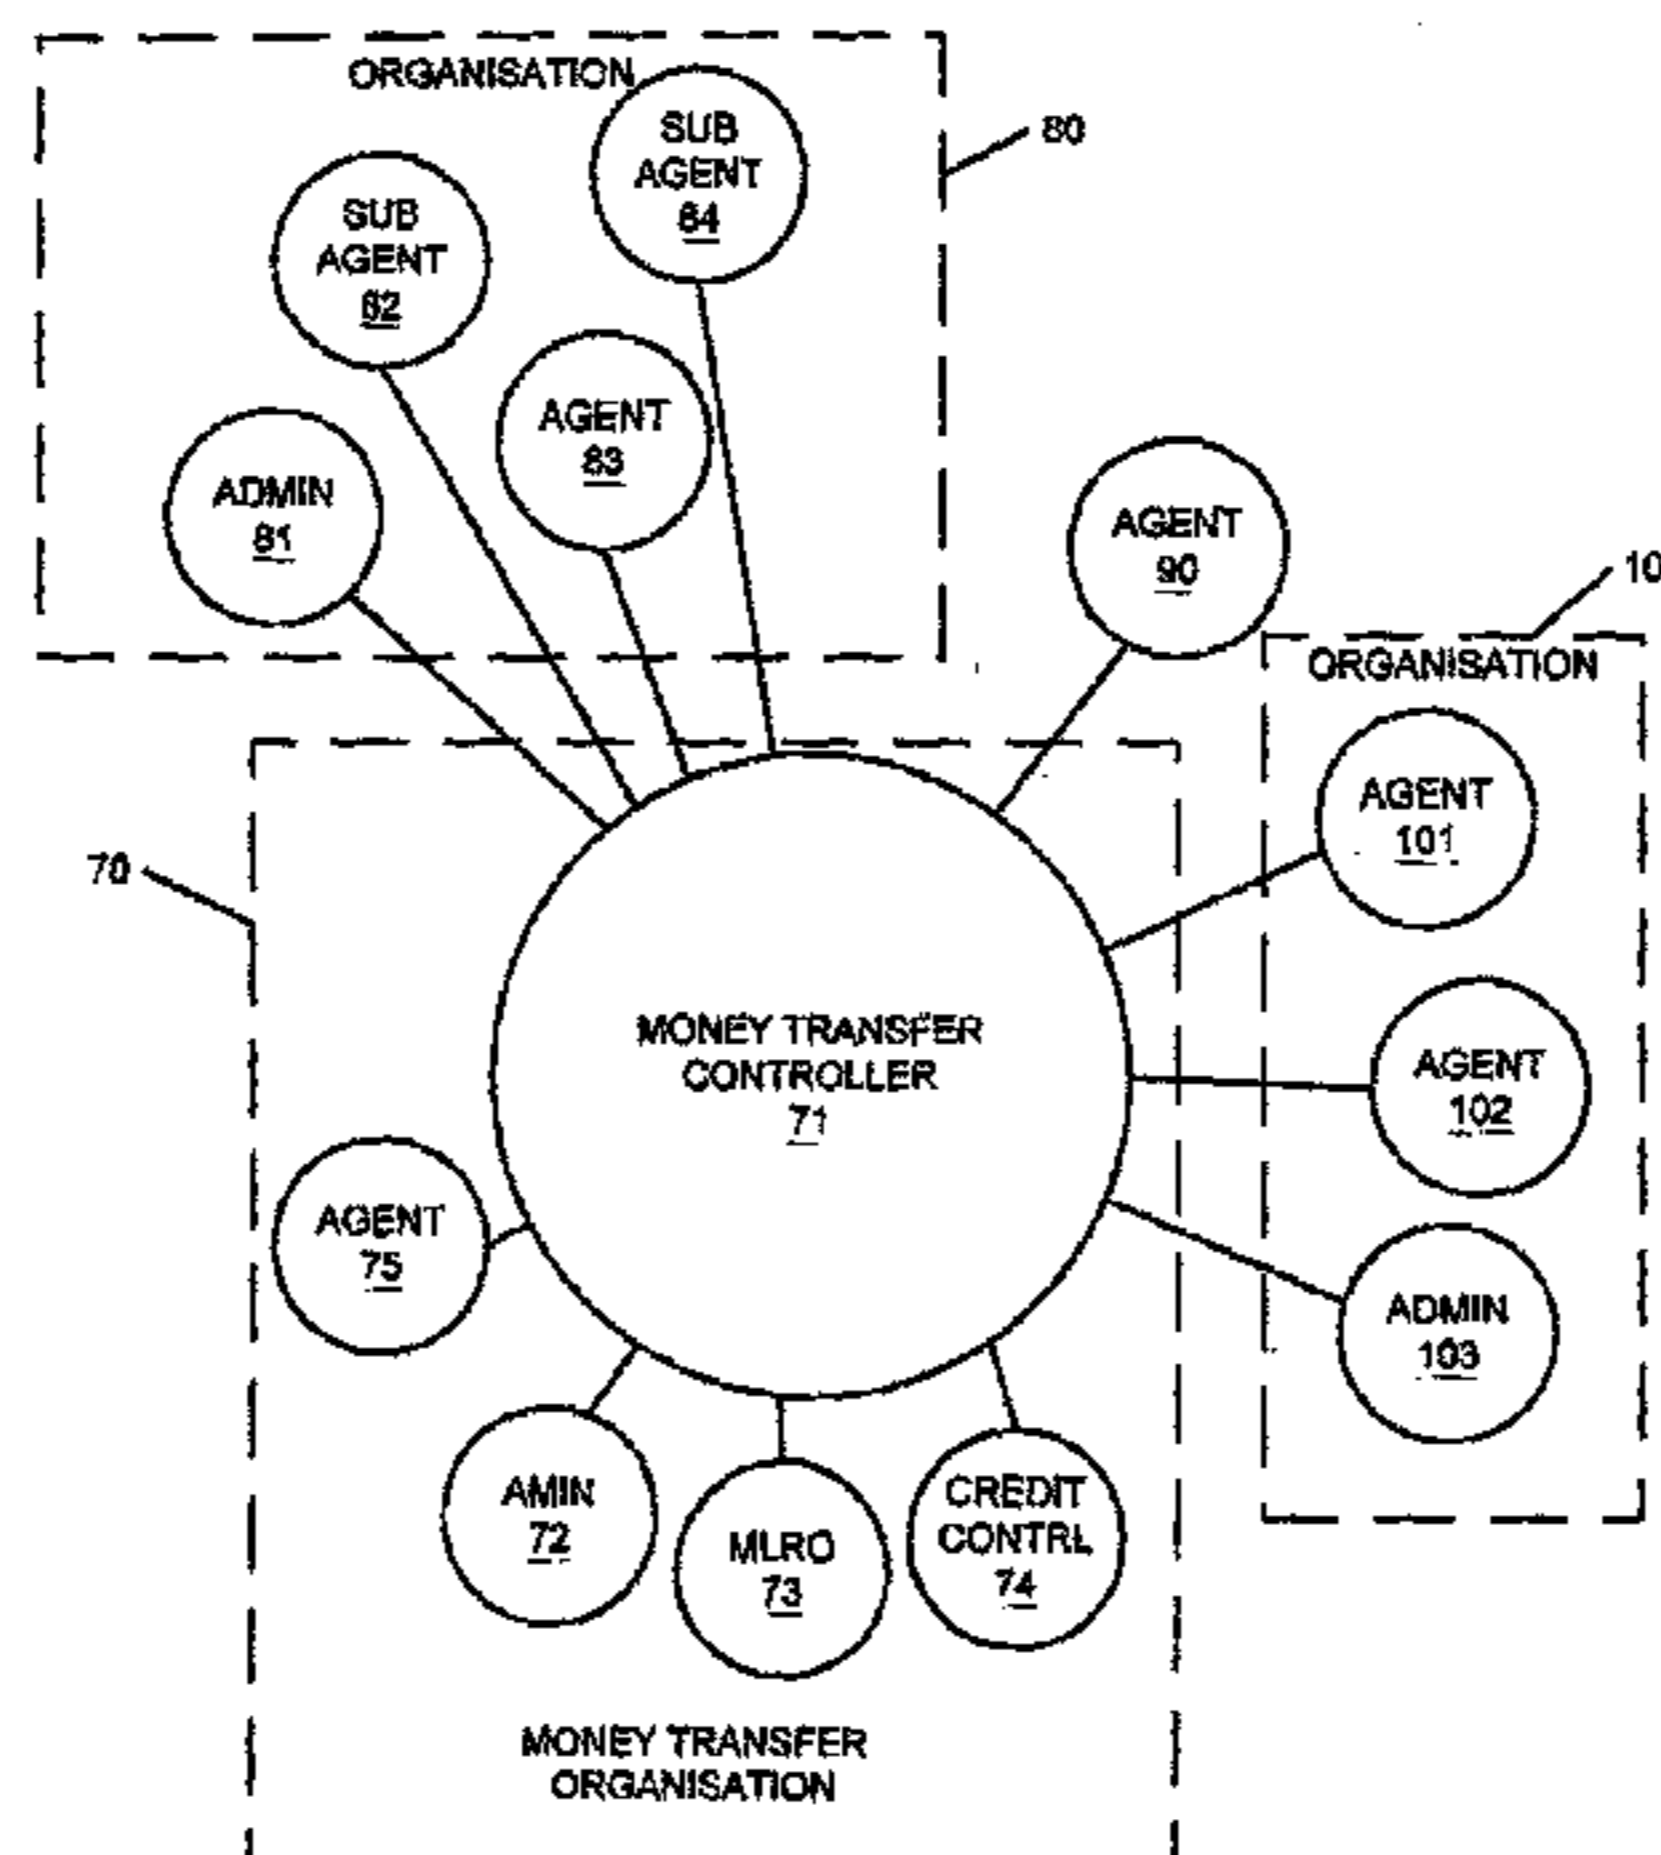 ORGANISATION
SUB
AGENT
84
80
SUB
AGENT
82
AGENT
83
ADMIN
81
AGENT
90
10
ORGANISATION
AGENT
101
70
MONEY TRANSFER
CONTROLLER
71
AGENT
102
AGENT
75
ADMIN
103
AMIN
72
MLRO
73
CREDIT
CONTRL
74
MONEY TRANSFER
ORGANISATION